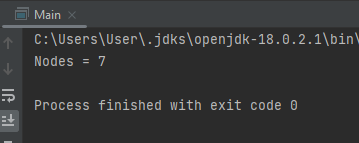 Main
C:\Users\User\.jdks\openjdk-18.0.2.1\bin\
Nodes = 7
Process finished with exit code 0